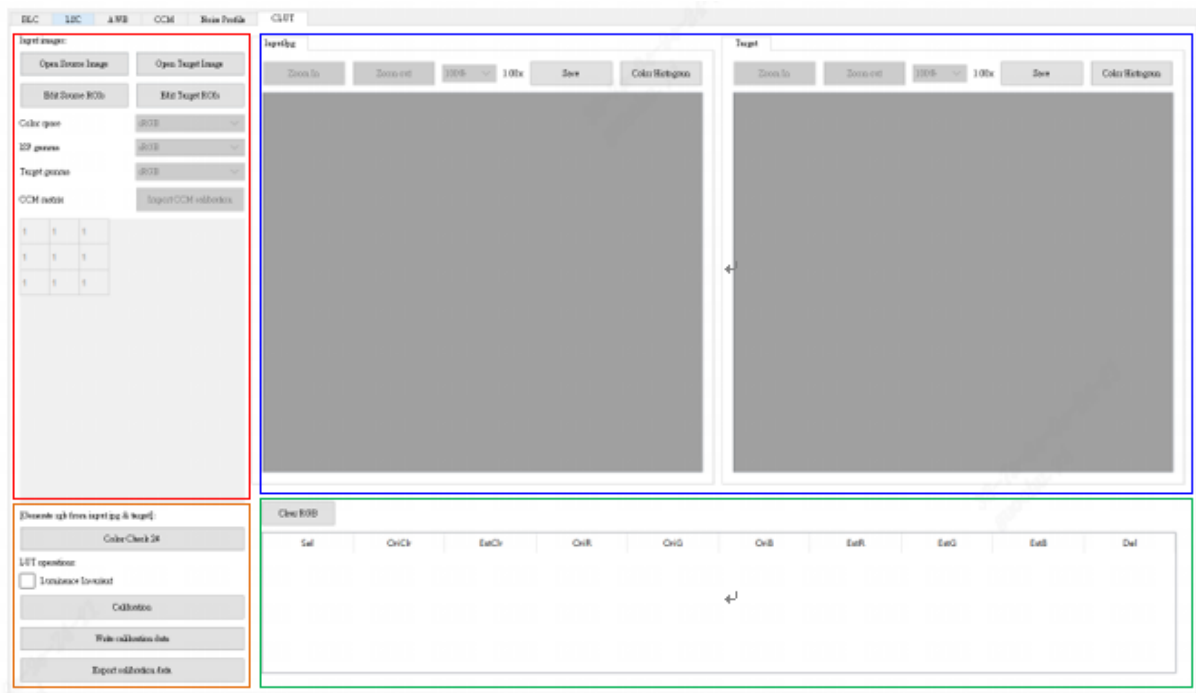 BLC LSC AWB CCM Noise Profile CLUT
Input images:
Open Source Image Open Target Image
Edit Source ROIs Edit Target ROIs
Color space sRGB
ISP gamma sRGB
Target gamma sRGB
CCM matrix Import CCM calibration
1 1 1
1 1 1
1 1 1
[Generate rgb from input jpg & target]:
Color Check 24
LUT operations:
Luminance Invariant
Calibration
Write calibration data
Export calibration data
InputJpg
Zoom In Zoom out 100% 1.00x Save Color Histogram
Target
Zoom In Zoom out 100% 1.00x Save Color Histogram
Clear RGB
Sel OriClr EstClr OriR OriG OriB EstR EstG EstB Del